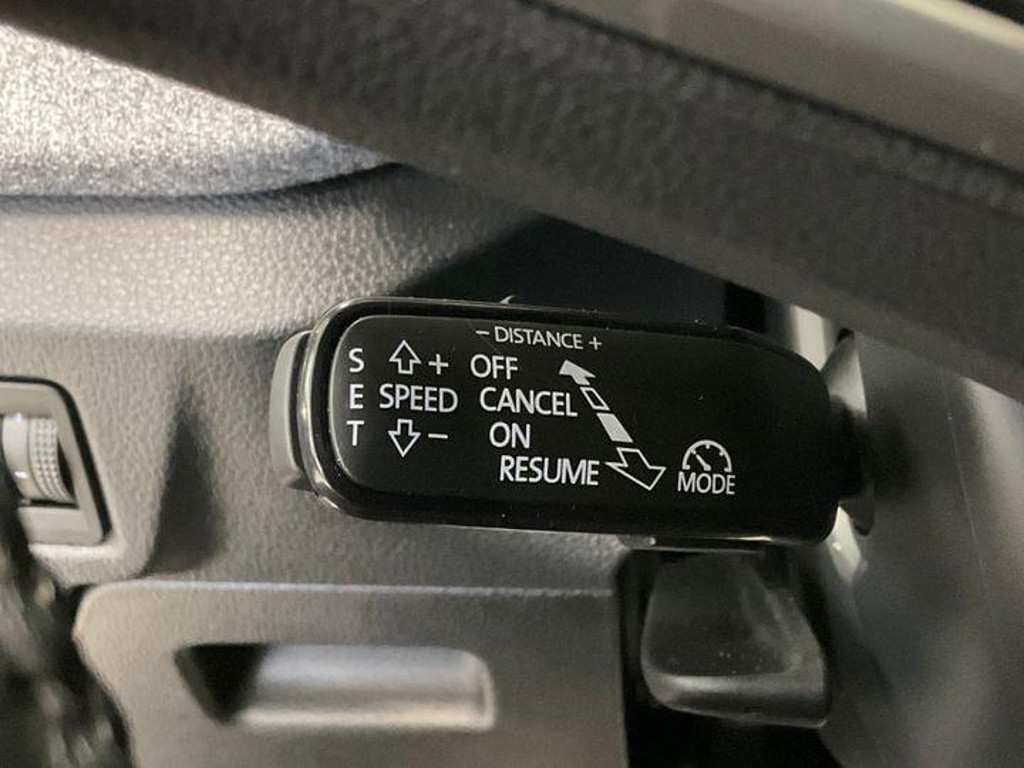 - DISTANCE +
S + OFF
E SPEED CANCEL
T - ON
RESUME
MODE